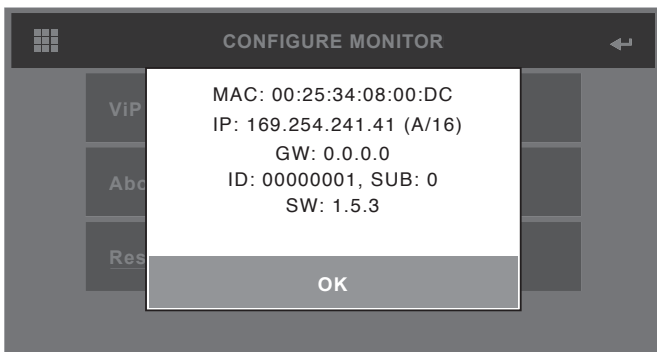 CONFIGURE MONITOR
MAC: 00:25:34:08:00:DC
ViP
IP: 169.254.241.41 (A/16)
GW: 0.0.0.0
Abo
ID: 00000001, SUB: 0
SW: 1.5.3
Res
OK